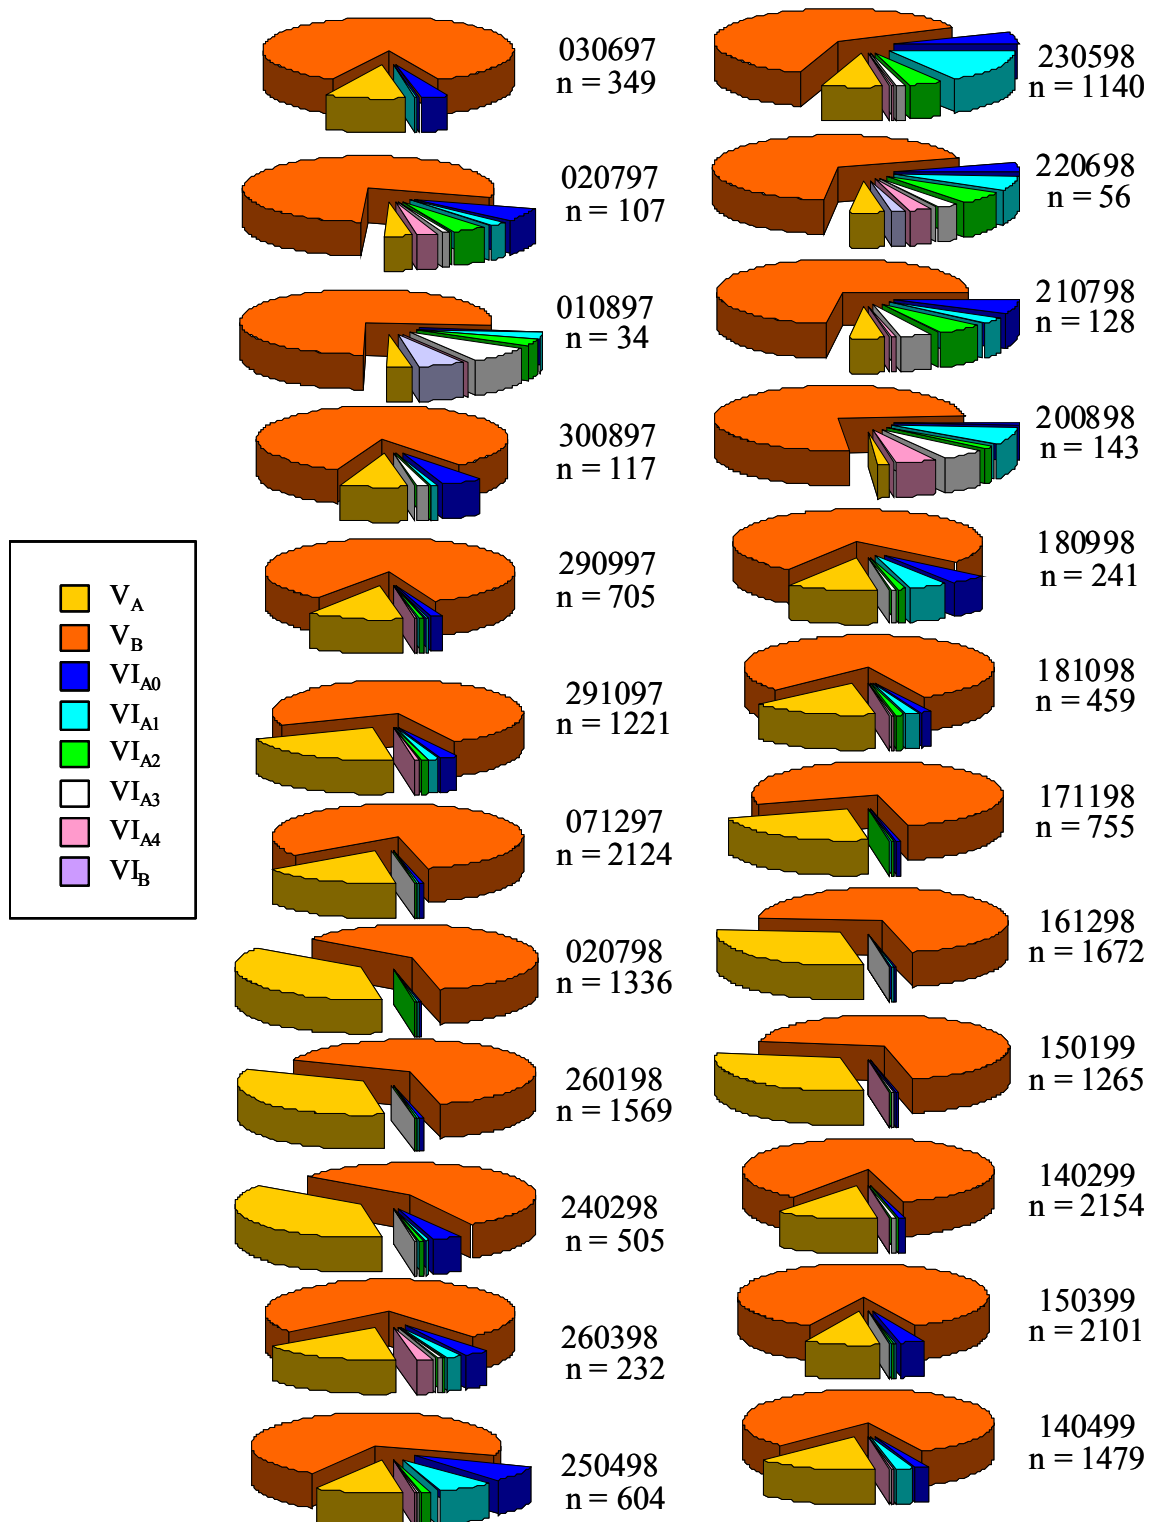 030697
n = 349
020797
n = 107
010897
n = 34
300897
n = 117
290997
n = 705
291097
n = 1221
071297
n = 2124
020798
n = 1336
260198
n = 1569
240298
n = 505
260398
n = 232
250498
n = 604
V_A
V_B
VI_A0
VI_A1
VI_A2
VI_A3
VI_A4
VI_B
230598
n = 1140
220698
n = 56
210798
n = 128
200898
n = 143
180998
n = 241
181098
n = 459
171198
n = 755
161298
n = 1672
150199
n = 1265
140299
n = 2154
150399
n = 2101
140499
n = 1479